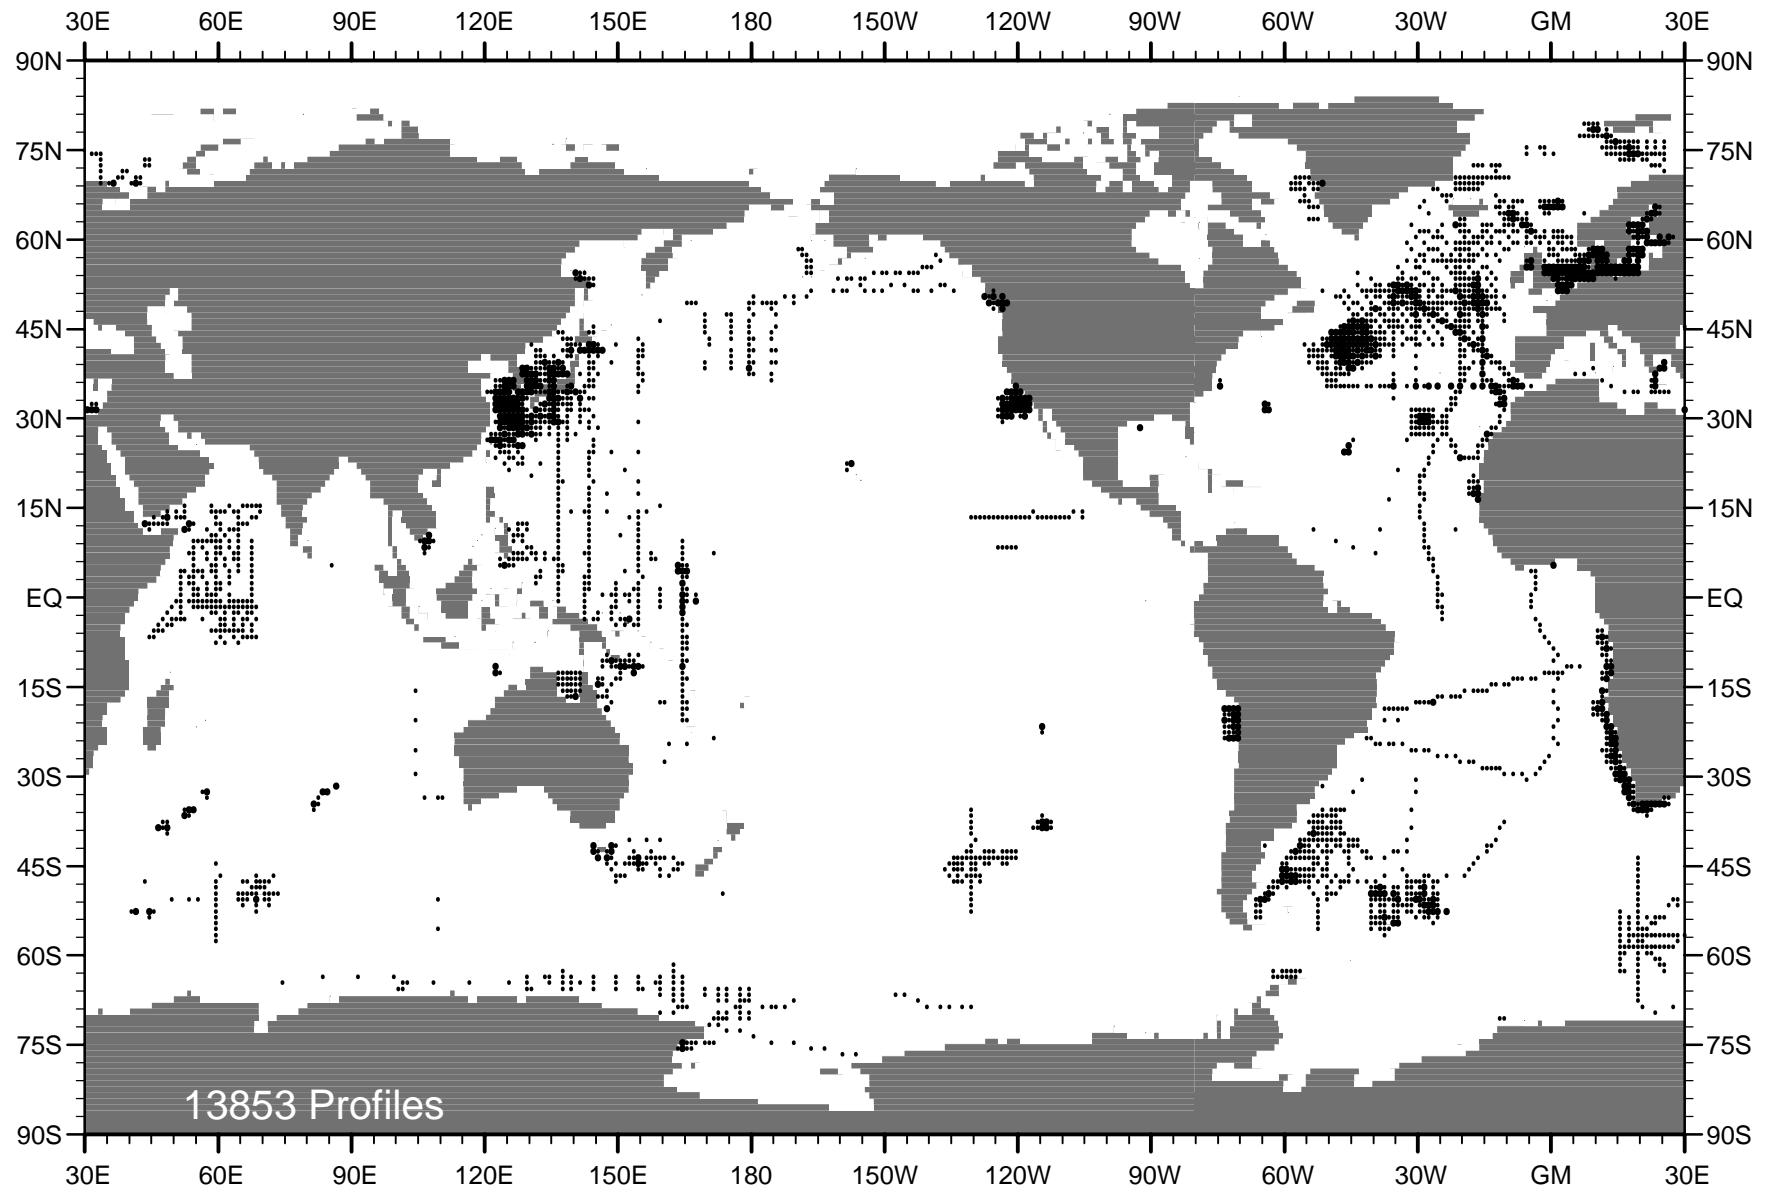 30E 60E 90E 120E 150E 180 150W 120W 90W 60W 30W GM 30E
90N 90N
75N 75N
60N 60N
45N 45N
30N 30N
15N 15N
EQ EQ
15S 15S
30S 30S
45S 45S
60S 60S
75S 75S
13853 Profiles
90S 90S
30E 60E 90E 120E 150E 180 150W 120W 90W 60W 30W GM 30E